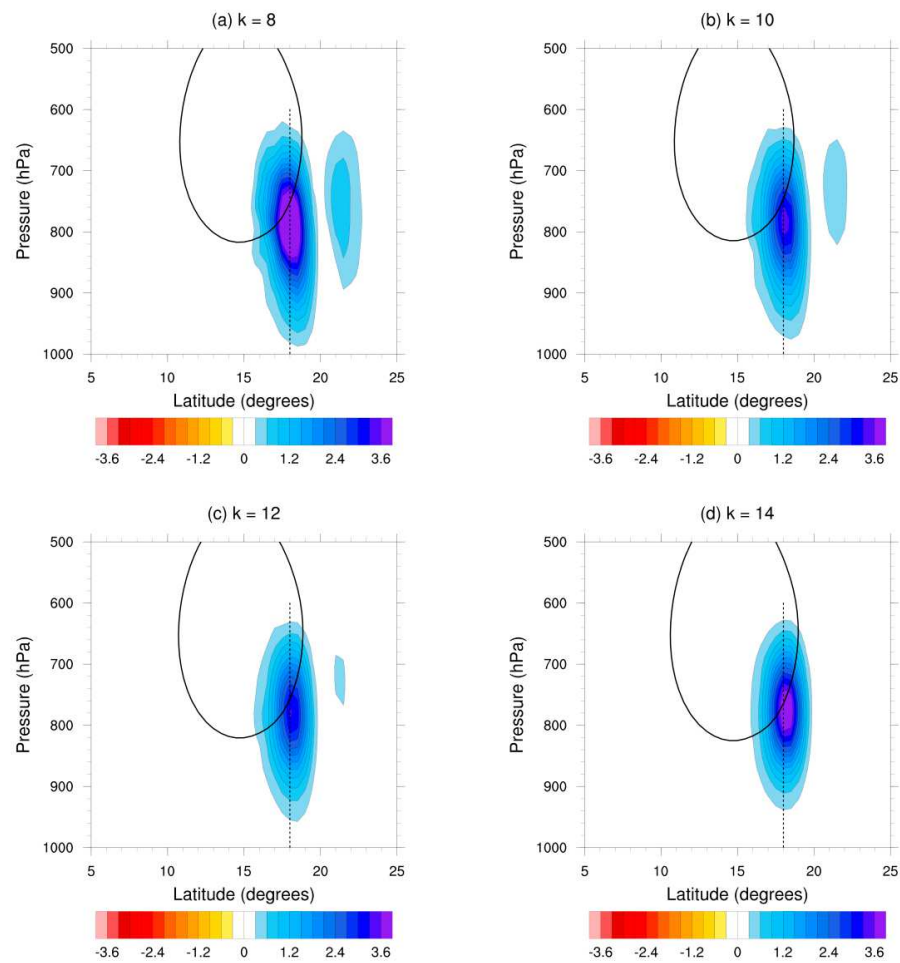 (a) k = 8
500
600
700
800
900
1000
Pressure (hPa)
5 10 15 20 25
Latitude (degrees)
-3.6 -2.4 -1.2 0 1.2 2.4 3.6
(b) k = 10
500
600
700
800
900
1000
Pressure (hPa)
5 10 15 20 25
Latitude (degrees)
-3.6 -2.4 -1.2 0 1.2 2.4 3.6
(c) k = 12
500
600
700
800
900
1000
Pressure (hPa)
5 10 15 20 25
Latitude (degrees)
-3.6 -2.4 -1.2 0 1.2 2.4 3.6
(d) k = 14
500
600
700
800
900
1000
Pressure (hPa)
5 10 15 20 25
Latitude (degrees)
-3.6 -2.4 -1.2 0 1.2 2.4 3.6